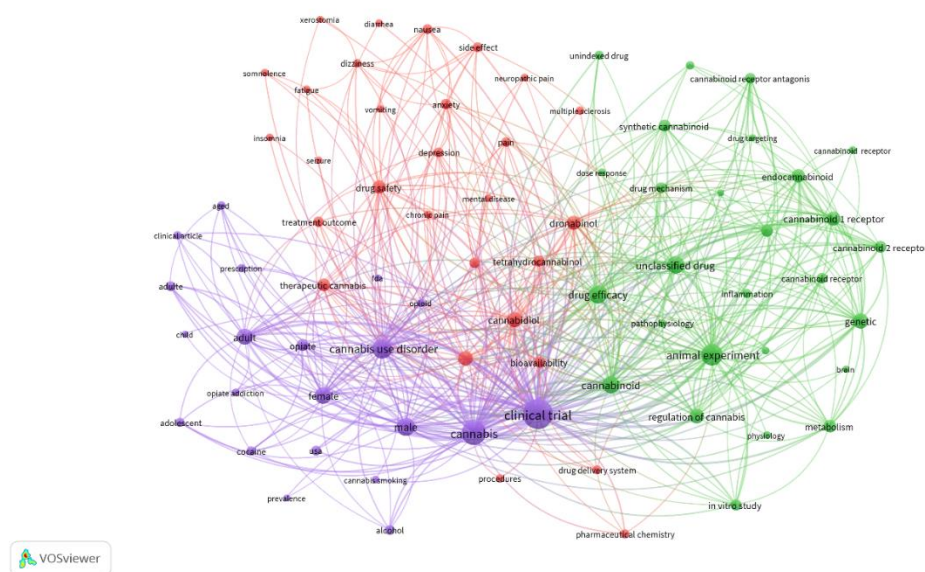 xerostomia
diarrhea
nausea
side effect
unindexed drug
dizziness
somnolence
neuropathic pain
cannabinoid receptor antagonis
fatigue
anxiety
vomiting
multiple sclerosis
synthetic cannabinoid
insomnia
drug targeting
pain
depression
cannabinoid receptor
seizure
dose response
endocannabinoid
drug safety
drug mechanism
mental disease
aged
chronic pain
cannabinoid 1 receptor
treatment outcome
dronabinol
clinical article
cannabinoid 2 recepto
tetrahydrocannabinol
unclassified drug
prescuption
fda
cannabinoid receptor
therapeutic cannabis
adulte
drug efficacy
inflammation
opioid
cannabidiol
genetic
pathophysiology
child
adult
opiate
cannabis use disorder
animal experiment
bioavailability
brain
cannabinoid
opiate addiction
female
clinical trial
regulation of cannabis
adolescent
male
cannabis
metabolism
physiology
cocaine
usa
drug delivery system
cannabis smoking
procedures
prevalence
in vitro study
alcohol
pharmaceutical chemistry
VOSviewer